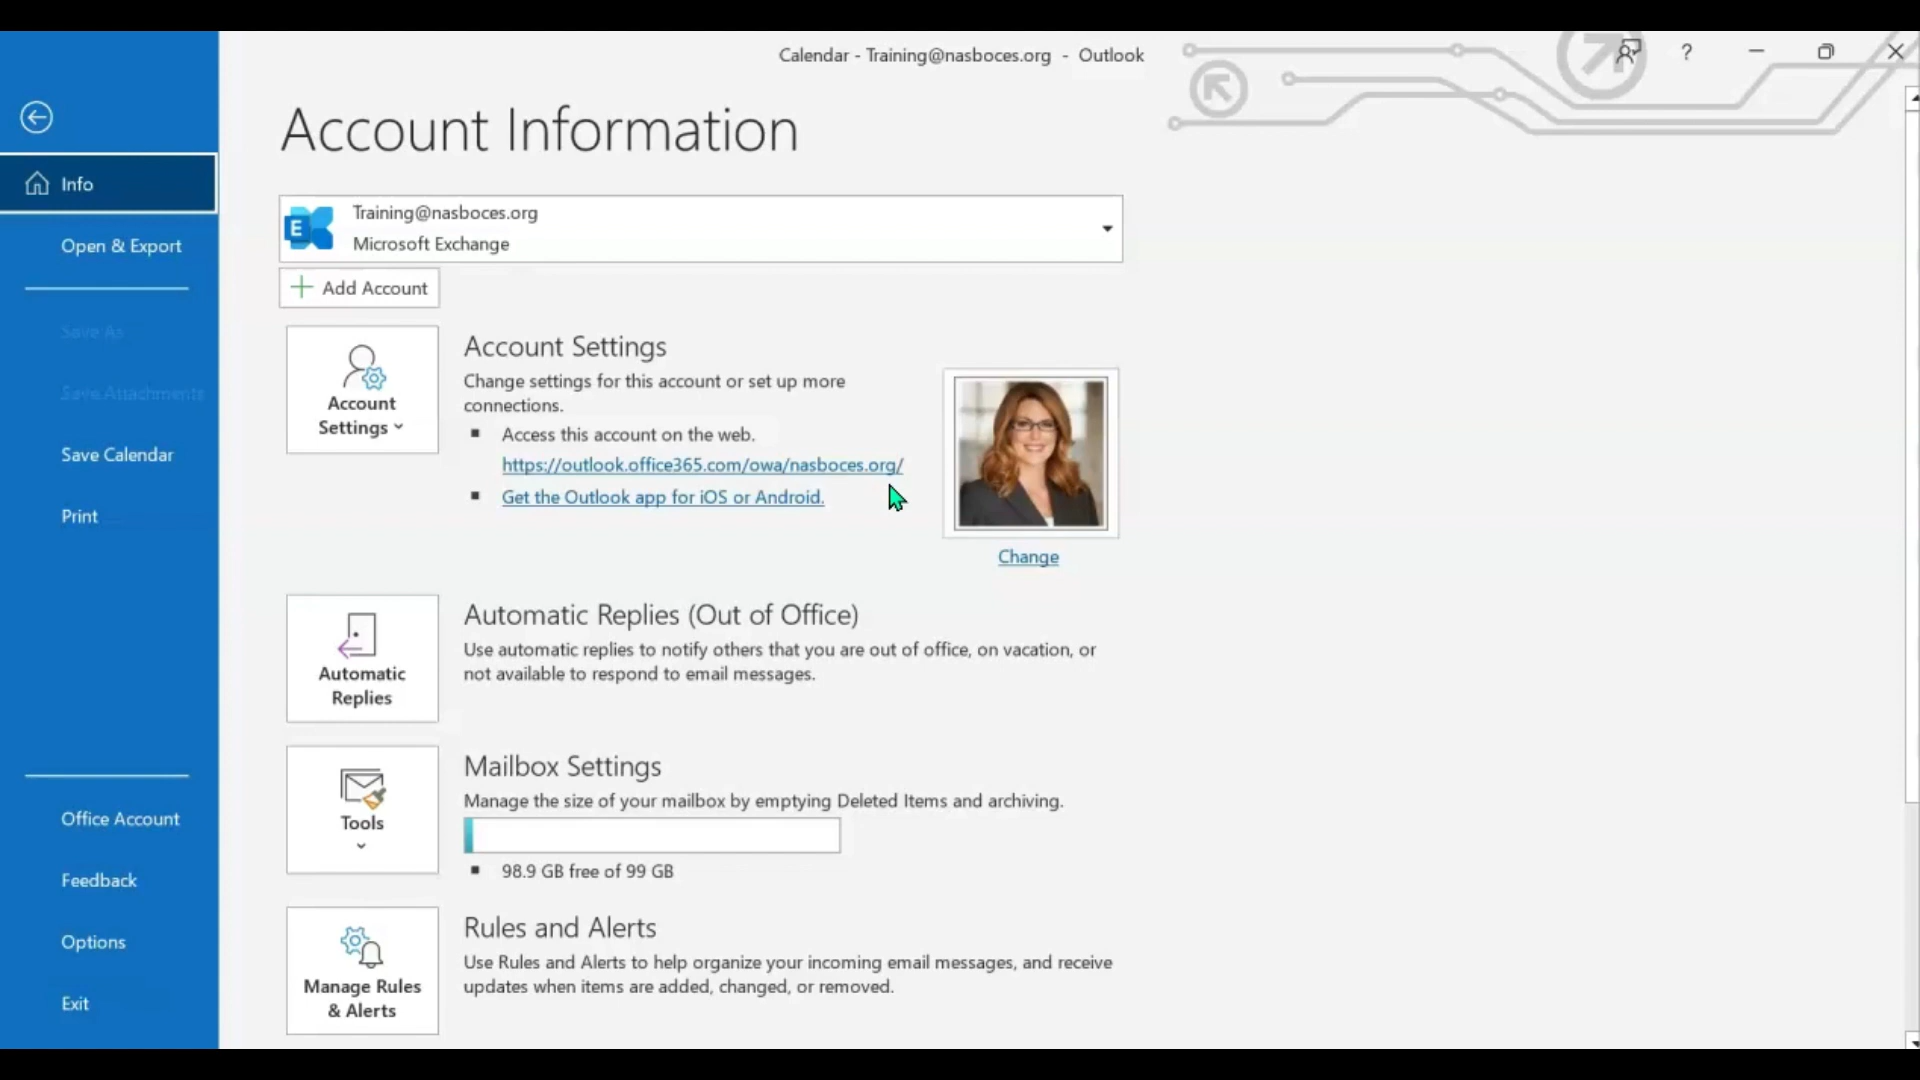 Calendar - Training@nasboces.org - Outlook
?
Account Information
Info
Training@nasboces.org
E
Microsoft Exchange
Open & Export
Add Account
Save As
Account Settings
Change settings for this account or set up more
connections.
Account
Settings
Save Attachments
Access this account on the web.
https://outlook.office365.com/owa/nasboces.org/
Save Calendar
Get the Outlook app for iOS or Android.
Print
Change
Automatic Replies (Out of Office)
Use automatic replies to notify others that you are out of office, on vacation, or
not available to respond to email messages.
Automatic
Replies
Mailbox Settings
Manage the size of your mailbox by emptying Deleted Items and archiving.
Tools
98.9 GB free of 99 GB
Office Account
Feedback
Options
Exit
Rules and Alerts
Use Rules and Alerts to help organize your incoming email messages, and receive
updates when items are added, changed, or removed.
Manage Rules
& Alerts